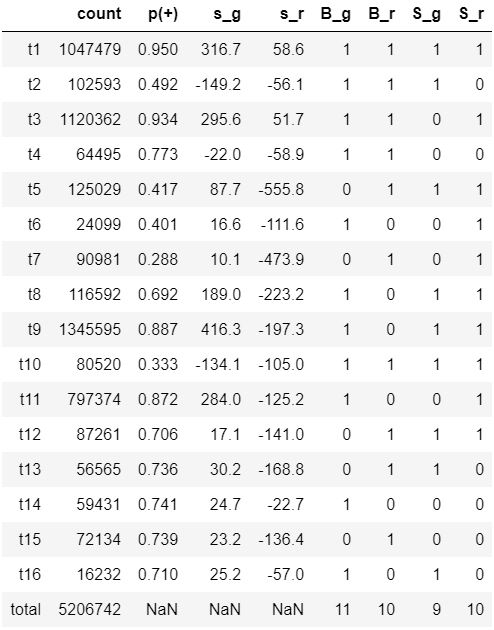 count p(+) s_g s_r B_g B_r S_g S_r
t1 1047479 0.950 316.7 58.6 1 1 1 1
t2 102593 0.492 -149.2 -56.1 1 1 1 0
t3 1120362 0.934 295.6 51.7 1 1 0 1
t4 64495 0.773 -22.0 -58.9 1 1 0 0
t5 125029 0.417 87.7 -555.8 0 1 1 1
t6 24099 0.401 16.6 -111.6 1 0 0 1
t7 90981 0.288 10.1 -473.9 0 1 0 1
t8 116592 0.692 189.0 -223.2 1 0 1 1
t9 1345595 0.887 416.3 -197.3 1 0 1 1
t10 80520 0.333 -134.1 -105.0 1 1 1 1
t11 797374 0.872 284.0 -125.2 1 0 0 1
t12 87261 0.706 17.1 -141.0 0 1 1 1
t13 56565 0.736 30.2 -168.8 0 1 1 0
t14 59431 0.741 24.7 -22.7 1 0 0 0
t15 72134 0.739 23.2 -136.4 0 1 0 0
t16 16232 0.710 25.2 -57.0 1 0 1 0
total 5206742 NaN NaN NaN 11 10 9 10